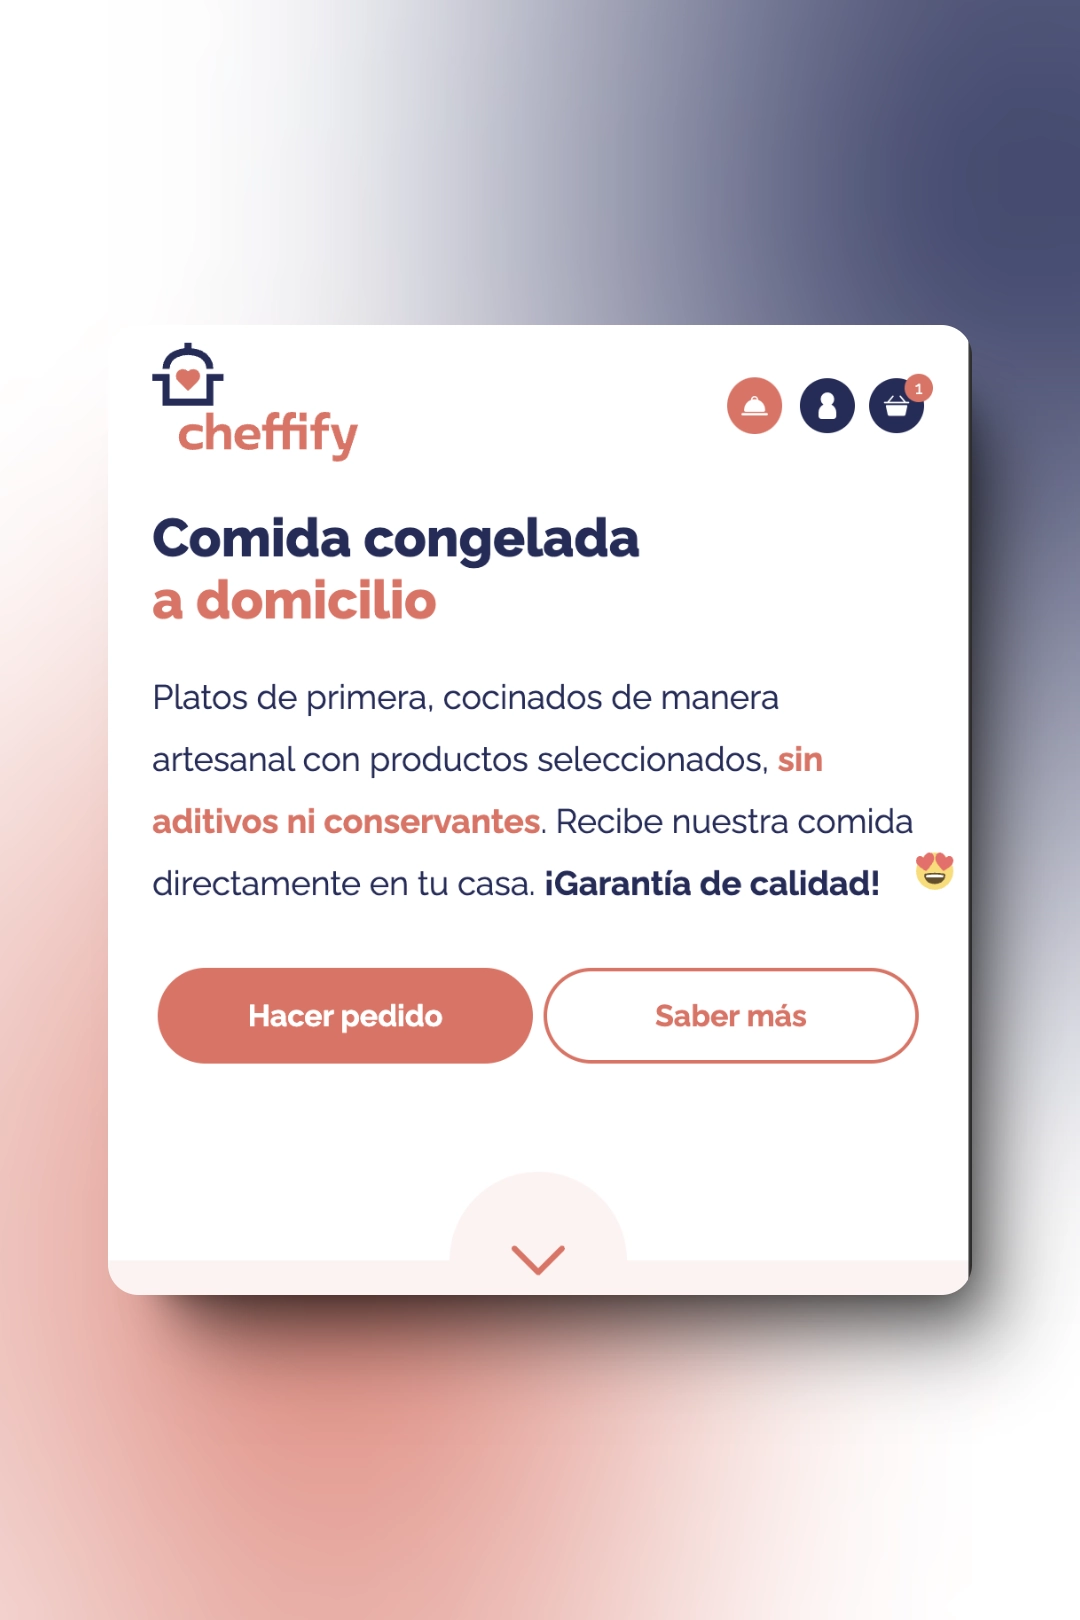 cheffify
1
Comida congelada
a domicilio
Platos de primera, cocinados de manera
artesanal con productos seleccionados, sin
aditivos ni conservantes. Recibe nuestra comida
directamente en tu casa. ¡Garantía de calidad!
Hacer pedido
Saber más